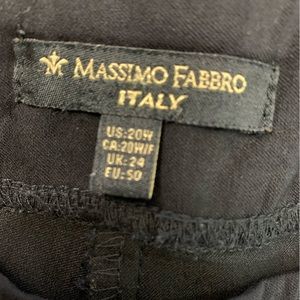 MASSIMO FABBRO
ITALY
US:20W
CA:20W/F
UK:24
EU:50